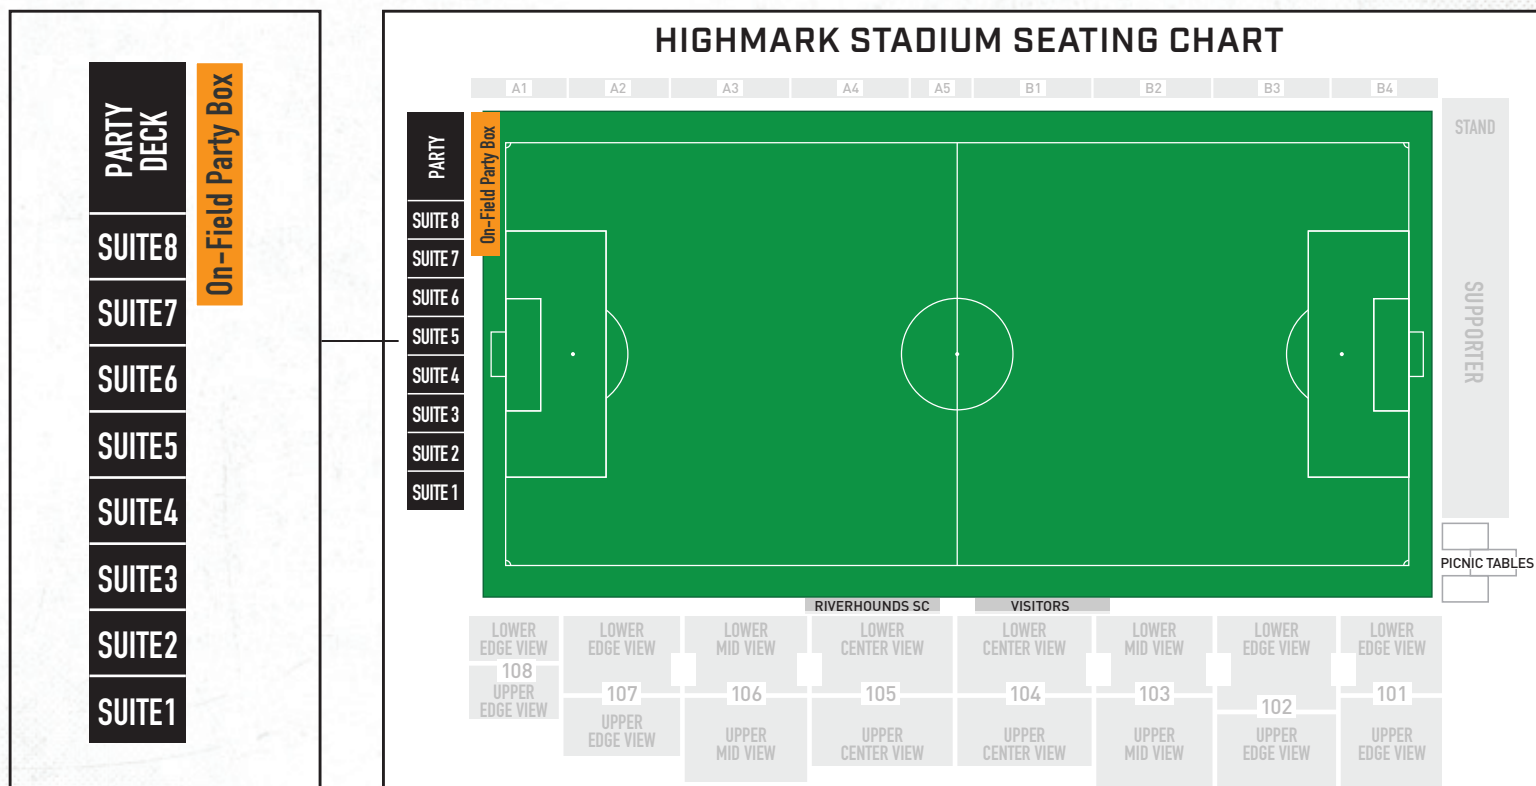 PARTY
DECK
On-Field Party Box
SUITE8
SUITE7
SUITE6
SUITE5
SUITE4
SUITE3
SUITE2
SUITE1
HIGHMARK STADIUM SEATING CHART
A1 A2 A3 A4 A5 B1 B2 B3 B4
PARTY
On-Field Party Box
SUITE 8
SUITE 7
SUITE 6
SUITE 5
SUITE 4
SUITE 3
SUITE 2
SUITE 1
STAND
SUPPORTER
PICNIC TABLES
RIVERHOUNDS SC
VISITORS
LOWER
EDGE VIEW
108
UPPER
EDGE VIEW
LOWER
EDGE VIEW
107
UPPER
EDGE VIEW
LOWER
MID VIEW
106
UPPER
MID VIEW
LOWER
CENTER VIEW
105
UPPER
CENTER VIEW
LOWER
CENTER VIEW
104
UPPER
CENTER VIEW
LOWER
MID VIEW
103
UPPER
MID VIEW
LOWER
EDGE VIEW
102
UPPER
EDGE VIEW
LOWER
EDGE VIEW
101
UPPER
EDGE VIEW